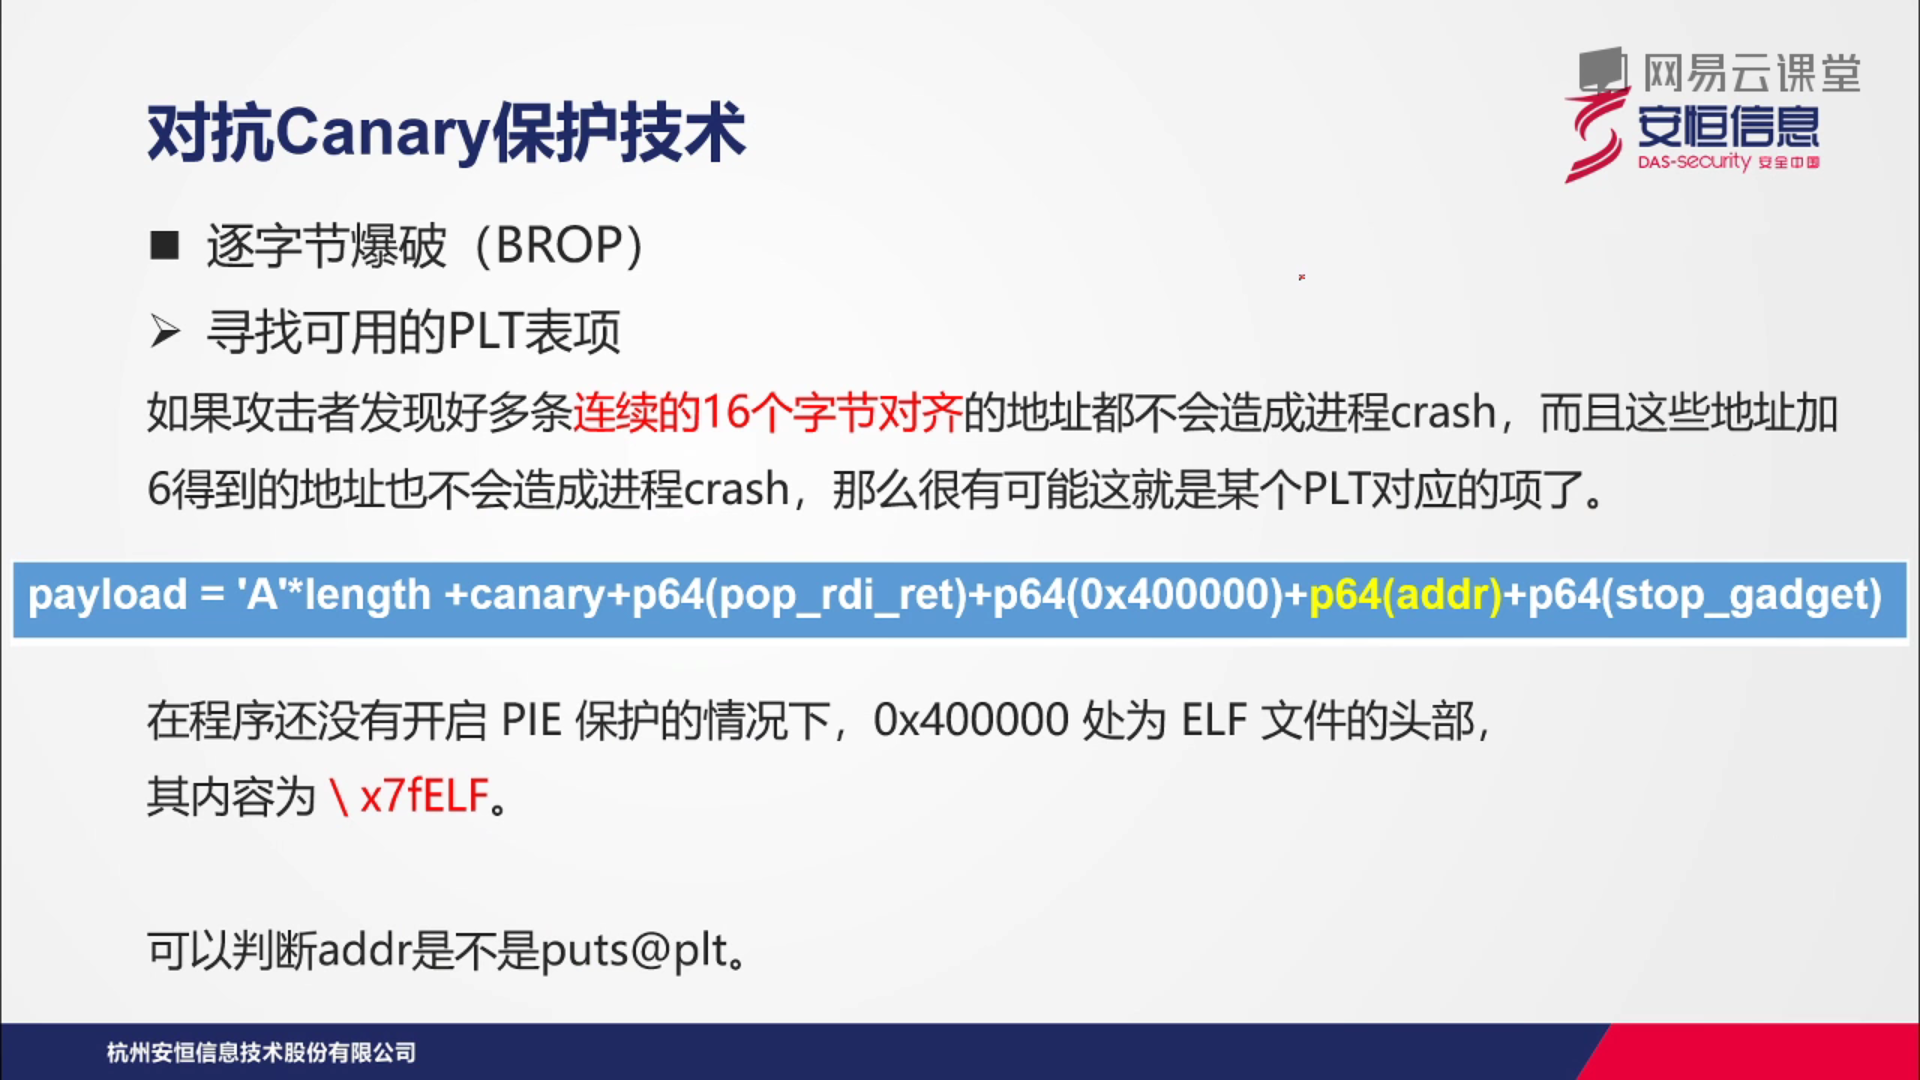 网易云课堂
安恒信息
DAS-security 安全中国
对抗Canary保护技术
逐字节爆破（BROP）
寻找可用的PLT表项
如果攻击者发现好多条连续的16个字节对齐的地址都不会造成进程crash，而且这些地址加
6得到的地址也不会造成进程crash，那么很有可能这就是某个PLT对应的项了。
payload = 'A'*length +canary+p64(pop_rdi_ret)+p64(0x400000)+p64(addr)+p64(stop_gadget)
在程序还没有开启 PIE 保护的情况下，0x400000 处为 ELF 文件的头部，
其内容为 \ x7fELF。
可以判断addr是不是puts@plt。
杭州安恒信息技术股份有限公司